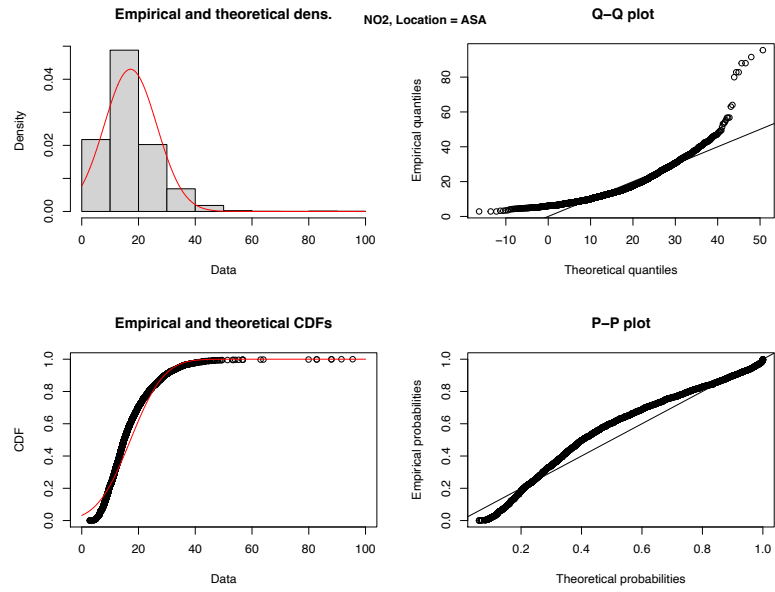 NO2, Location = ASA
Empirical and theoretical dens.
Density
0.00
0.02
0.04
0 20 40 60 80 100
Data
Q−Q plot
Empirical quantiles
0 20 40 60 80
−10 0 10 20 30 40 50
Theoretical quantiles
Empirical and theoretical CDFs
CDF
0.0 0.2 0.4 0.6 0.8 1.0
0 20 40 60 80 100
Data
P−P plot
Empirical probabilities
0.0 0.2 0.4 0.6 0.8 1.0
0.2 0.4 0.6 0.8 1.0
Theoretical probabilities